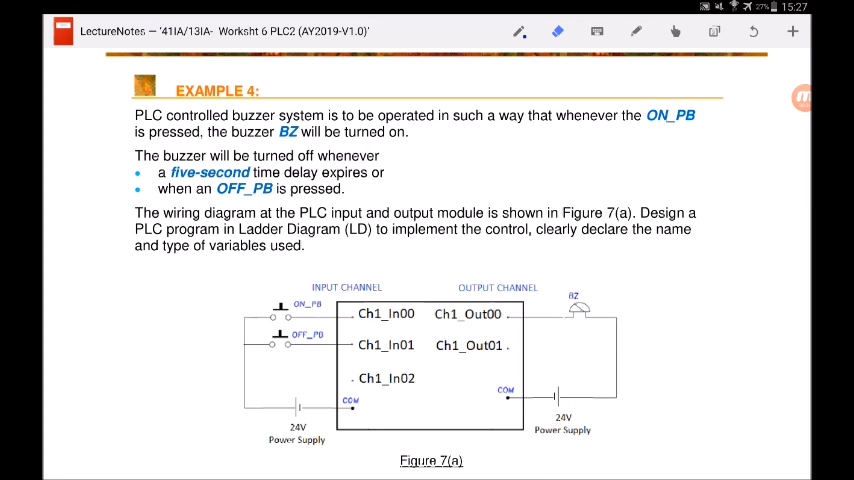 27% 15:27
LectureNotes — '41IA/13IA- Worksht 6 PLC2 (AY2019-V1.0)'
EXAMPLE 4:
PLC controlled buzzer system is to be operated in such a way that whenever the ON_PB
is pressed, the buzzer BZ will be turned on.
The buzzer will be turned off whenever
• a five-second time delay expires or
• when an OFF_PB is pressed.
The wiring diagram at the PLC input and output module is shown in Figure 7(a). Design a
PLC program in Ladder Diagram (LD) to implement the control, clearly declare the name
and type of variables used.
INPUT CHANNEL OUTPUT CHANNEL
BZ
ON_PB
Ch1_In00 Ch1_Out00
OFF_PB
Ch1_In01 Ch1_Out01
Ch1_In02
COM
COM
24V
Power Supply
24V
Power Supply
Figure 7(a)